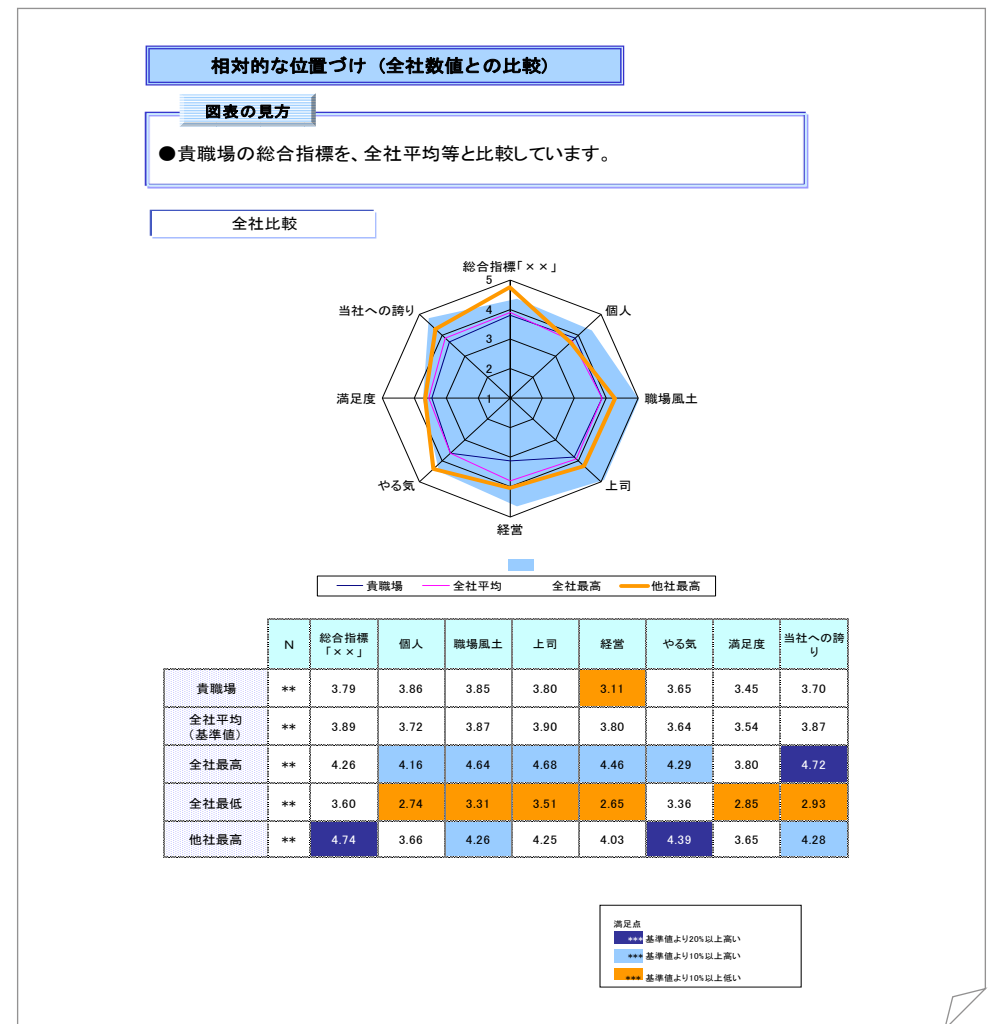 相対的な位置づけ（全社数値との比較）
図表の見方
●貴職場の総合指標を、全社平均等と比較しています。
全社比較
総合指標「××」
5
4
3
2
1
個人
職場風土
上司
経営
やる気
満足度
当社への誇り
貴職場 全社平均 全社最高 他社最高
N 総合指標「××」 個人 職場風土 上司 経営 やる気 満足度 当社への誇り
貴職場 ** 3.79 3.86 3.85 3.80 3.11 3.65 3.45 3.70
全社平均（基準値） ** 3.89 3.72 3.87 3.90 3.80 3.64 3.54 3.87
全社最高 ** 4.26 4.16 4.64 4.68 4.46 4.29 3.80 4.72
全社最低 ** 3.60 2.74 3.31 3.51 2.65 3.36 2.85 2.93
他社最高 ** 4.74 3.66 4.26 4.25 4.03 4.39 3.65 4.28
満足点
*** 基準値より20%以上高い
*** 基準値より10%以上高い
*** 基準値より10%以上低い